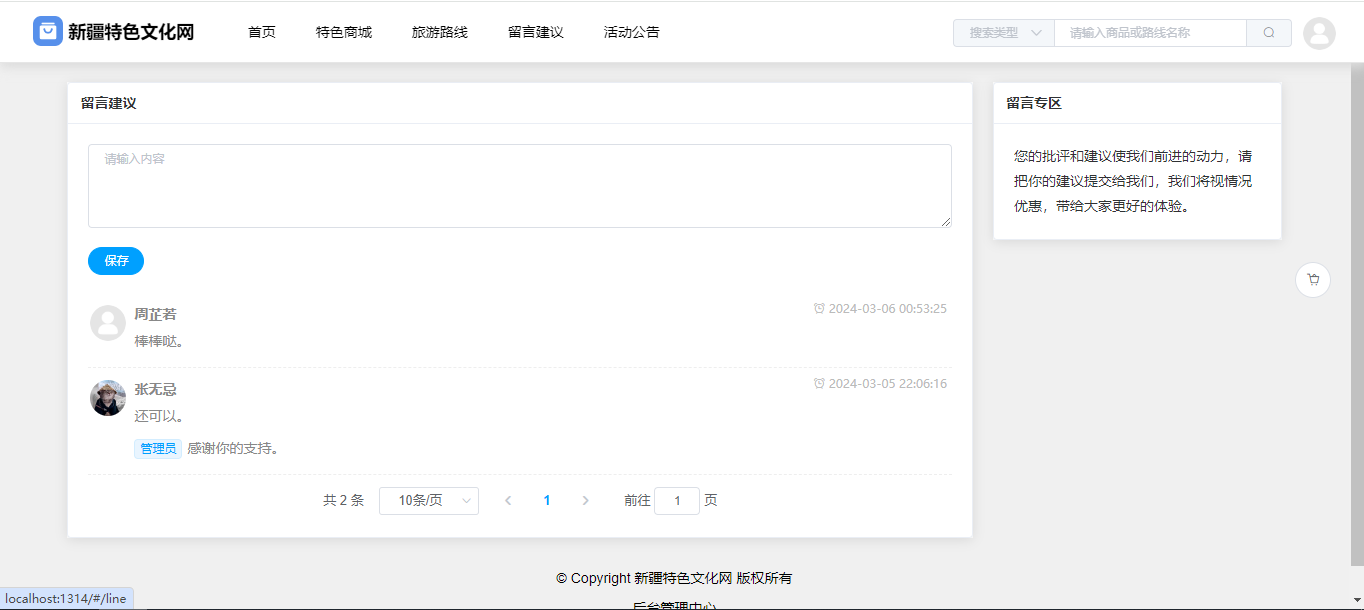 新疆特色文化网
首页 特色商城 旅游路线 留言建议 活动公告
搜索类型 请输入商品或路线名称
留言建议
请输入内容
保存
周芷若 2024-03-06 00:53:25
棒棒哒。
张无忌 2024-03-05 22:06:16
还可以。
管理员 感谢你的支持。
共 2 条 10条/页 1 前往 1 页
留言专区
您的批评和建议使我们前进的动力，请
把你的建议提交给我们，我们将视情况
优惠，带给大家更好的体验。
© Copyright 新疆特色文化网 版权所有
后台管理中心
localhost:1314/#/line